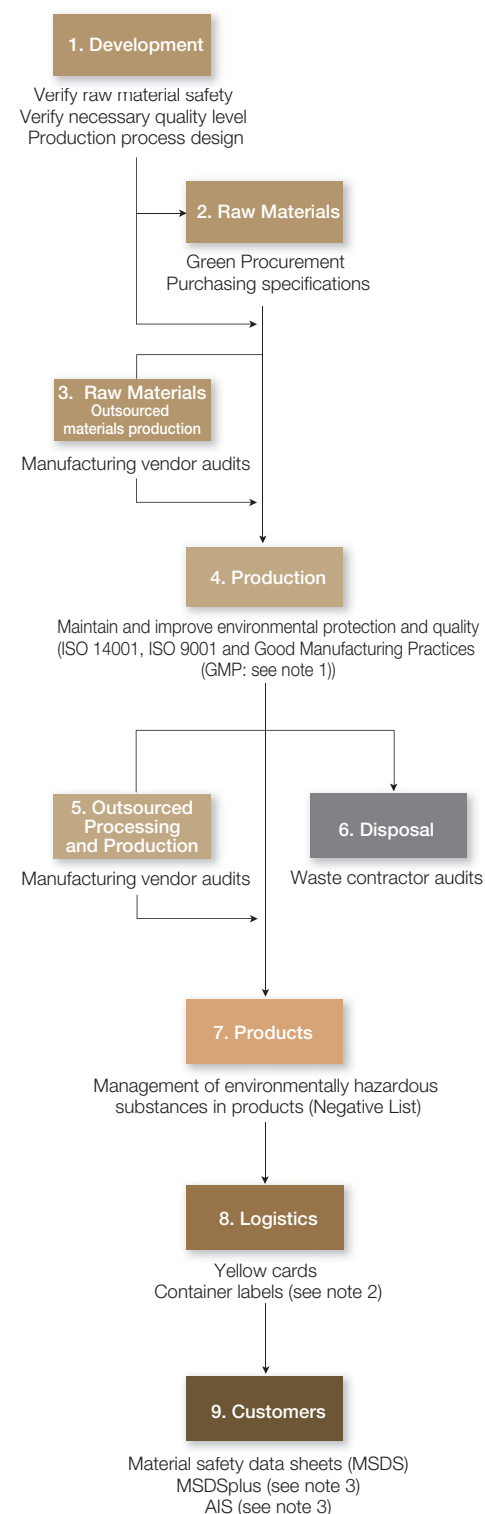 1. Development
Verify raw material safety
Verify necessary quality level
Production process design
2. Raw Materials
Green Procurement
Purchasing specifications
3. Raw Materials
Outsourced
materials production
Manufacturing vendor audits
4. Production
Maintain and improve environmental protection and quality
(ISO 14001, ISO 9001 and Good Manufacturing Practices
(GMP: see note 1))
5. Outsourced
Processing
and Production
Manufacturing vendor audits
6. Disposal
Waste contractor audits
7. Products
Management of environmentally hazardous
substances in products (Negative List)
8. Logistics
Yellow cards
Container labels (see note 2)
9. Customers
Material safety data sheets (MSDS)
MSDSplus (see note 3)
AIS (see note 3)